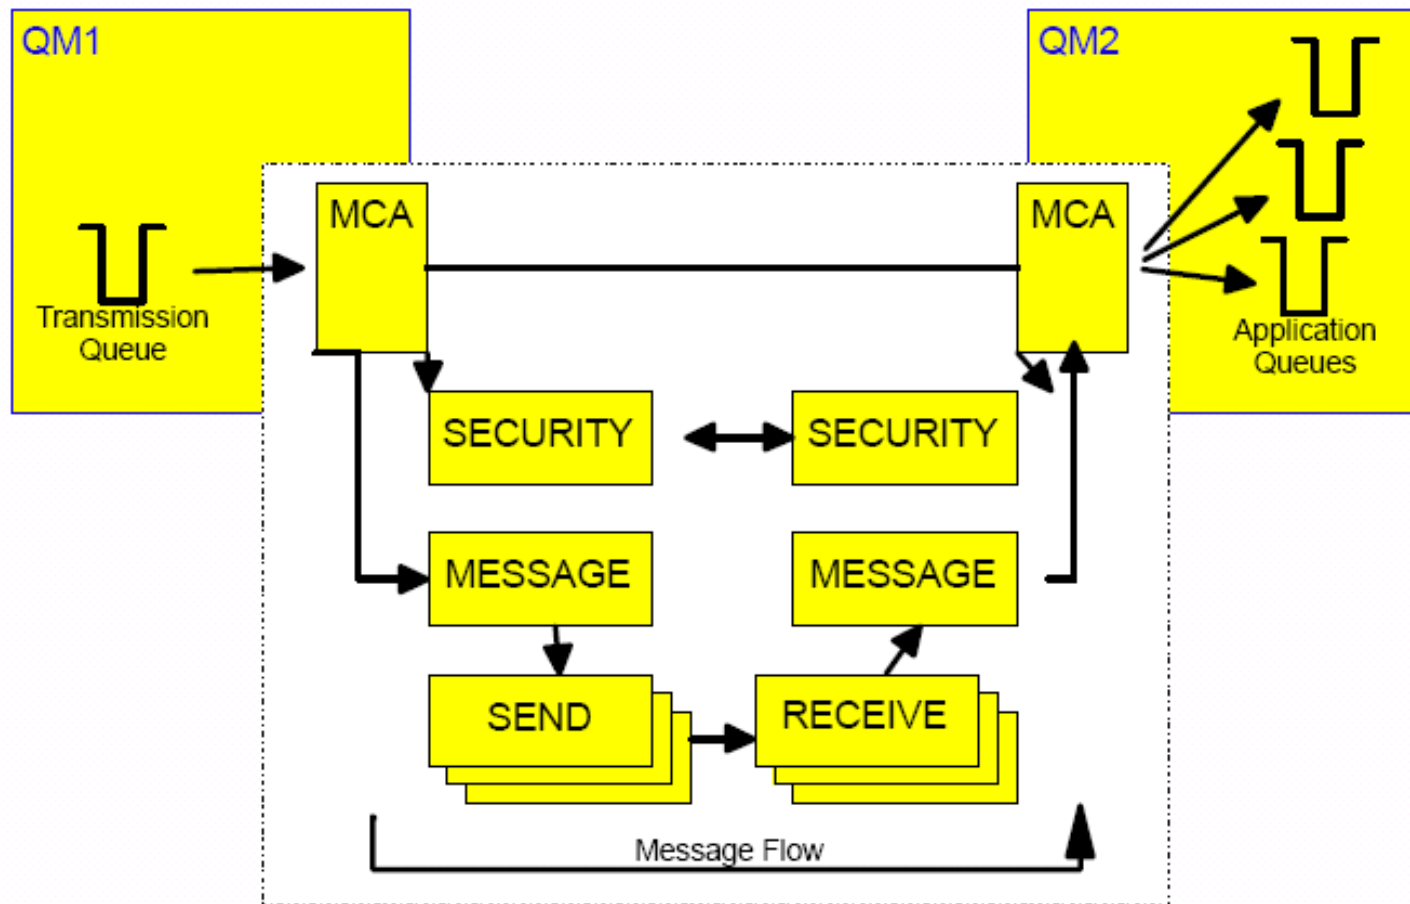 QM1
QM2
MCA
MCA
Transmission
Queue
Application
Queues
SECURITY
SECURITY
MESSAGE
MESSAGE
SEND
RECEIVE
Message Flow